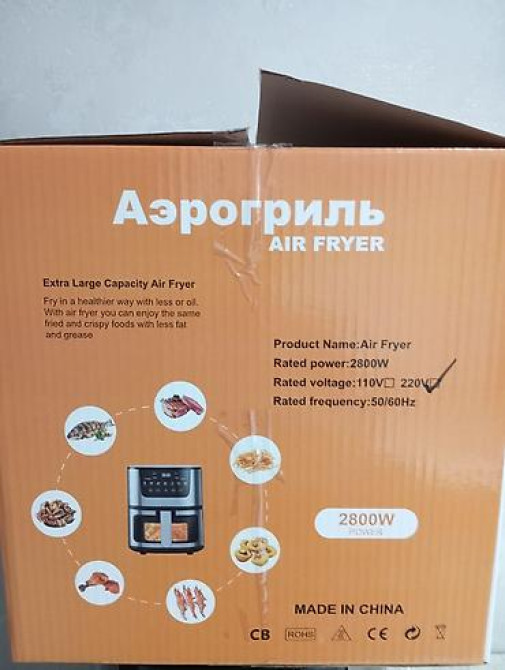 Аэрогриль
AIR FRYER
Extra Large Capacity Air Fryer
Fry in a healthier way with less or oil.
With air fryer you can enjoy the same
fried and crispy foods with less fat
and grease
Product Name:Air Fryer
Rated power:2800W
Rated voltage:110V☐ 220V☑
Rated frequency:50/60Hz
2800W
POWER
MADE IN CHINA
CB ROHS CE